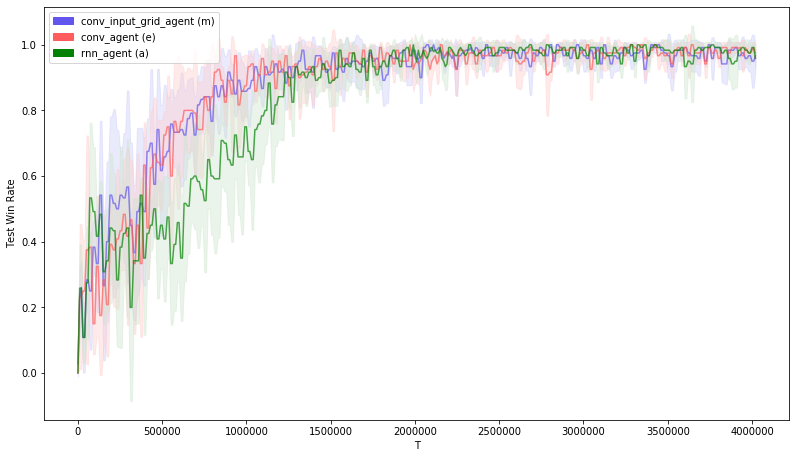 conv_input_grid_agent (m)
conv_agent (e)
rnn_agent (a)
1.0
0.8
0.6
0.4
0.2
0.0
Test Win Rate
0 500000 1000000 1500000 2000000 2500000 3000000 3500000 4000000
T